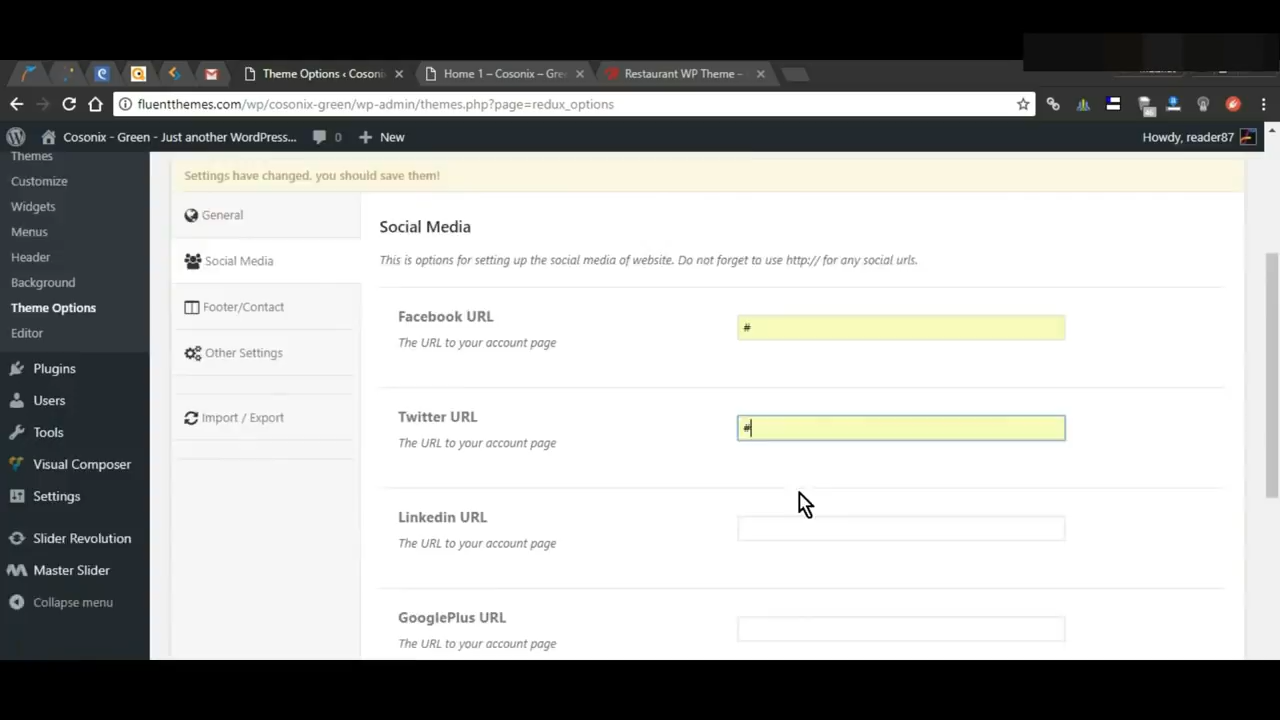 Theme Options ‹ Cosoni
Home 1 – Cosonix – Gre
Restaurant WP Theme –
fluentthemes.com/wp/cosonix-green/wp-admin/themes.php?page=redux_options
Cosonix - Green - Just another WordPress...
0
New
Howdy, reader87
Themes
Customize
Widgets
Menus
Header
Background
Theme Options
Editor
Plugins
Users
Tools
Visual Composer
Settings
Slider Revolution
Master Slider
Collapse menu
Settings have changed, you should save them!
General
Social Media
Footer/Contact
Other Settings
Import / Export
Social Media
This is options for setting up the social media of website. Do not forget to use http:// for any social urls.
Facebook URL
The URL to your account page
#
Twitter URL
The URL to your account page
#
Linkedin URL
The URL to your account page
GooglePlus URL
The URL to your account page